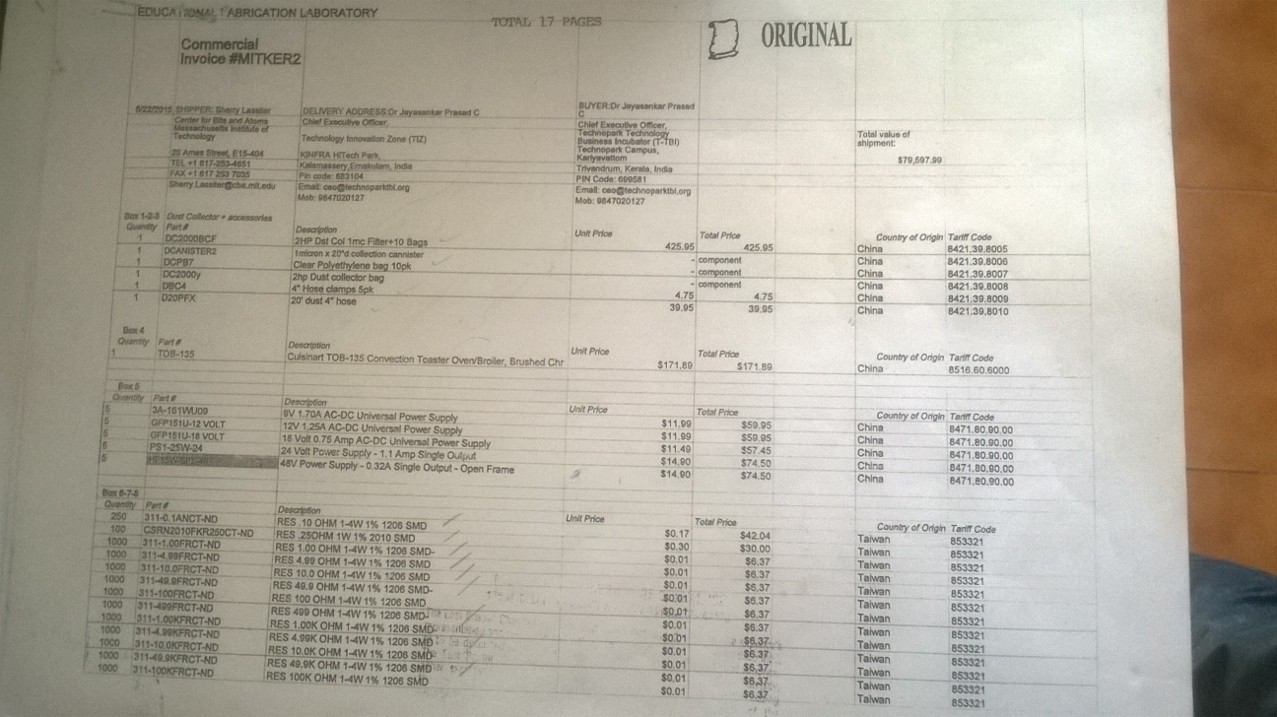 EDUCATIONAL FABRICATION LABORATORY
TOTAL 17 PAGES
ORIGINAL
Commercial
Invoice #MITKER2
6/22/2015 SHIPPER: Sherry Lassiter
Center for Bits and Atoms
Massachusetts Institute of
Technology
20 Ames Street, E15-404
TEL +1 617-253-4651
FAX +1 617 253 7035
Sherry.Lassiter@cba.mit.edu
DELIVERY ADDRESS:Dr Jayasankar Prasad C
Chief Executive Officer,
Technology Innovation Zone (TIZ)
KINFRA HiTech Park,
Kalamassery,Ernakulam, India
Pin code: 683104
Email: ceo@technoparktbi.org
Mob: 9847020127
BUYER:Dr Jayasankar Prasad
C
Chief Executive Officer,
Technopark Technology
Business Incubator (T-TBI)
Technopark Campus,
Kariyavattom
Trivandrum, Kerala, India
PIN Code: 699581
Email: ceo@technoparktbi.org
Mob: 9847020127
Total value of
shipment:
$79,597.99
Box 1-2-3 Dust Collector + accessories
Quantity Part # Description Unit Price Total Price Country of Origin Tariff Code
1 DC2000BCF 2HP Dst Col 1mc Filter+10 Bags 425.95 425.95 China 8421.39.8005
1 DCANISTER2 1micron x 20"d collection cannister - component China 8421.39.8006
1 DCPB7 Clear Polyethylene bag 10pk - component China 8421.39.8007
1 DC2000y 2hp Dust collector bag - component China 8421.39.8008
1 DBC4 4" Hose clamps 5pk 4.75 4.75 China 8421.39.8009
1 D20PFX 20' dust 4" hose 39.95 39.95 China 8421.39.8010
Box 4
Quantity Part # Description Unit Price Total Price Country of Origin Tariff Code
1 TOB-135 Cuisinart TOB-135 Convection Toaster Oven/Broiler, Brushed Chr $171.89 $171.89 China 8516.60.6000
Box 5
Quantity Part # Description Unit Price Total Price Country of Origin Tariff Code
5 3A-161WU09 9V 1.70A AC-DC Universal Power Supply $11.99 $59.95 China 8471.80.90.00
5 GFP151U-12 VOLT 12V 1.25A AC-DC Universal Power Supply $11.99 $59.95 China 8471.80.90.00
5 GFP151U-18 VOLT 18 Volt 0.75 Amp AC-DC Universal Power Supply $11.49 $57.45 China 8471.80.90.00
5 PS1-25W-24 24 Volt Power Supply - 1.1 Amp Single Output $14.90 $74.50 China 8471.80.90.00
5 48V Power Supply - 0.32A Single Output - Open Frame $14.90 $74.50 China 8471.80.90.00
Box 6-7-8
Quantity Part # Description Unit Price Total Price Country of Origin Tariff Code
250 311-0.1ANCT-ND RES .10 OHM 1-4W 1% 1206 SMD $0.17 $42.04 Taiwan 853321
100 CSRN2010FKR250CT-ND RES .25OHM 1W 1% 2010 SMD $0.30 $30.00 Taiwan 853321
1000 311-1.00FRCT-ND RES 1.00 OHM 1-4W 1% 1206 SMD $0.01 $6.37 Taiwan 853321
1000 311-4.99FRCT-ND RES 4.99 OHM 1-4W 1% 1206 SMD $0.01 $6.37 Taiwan 853321
1000 311-10.0FRCT-ND RES 10.0 OHM 1-4W 1% 1206 SMD $0.01 $6.37 Taiwan 853321
1000 311-49.9FRCT-ND RES 49.9 OHM 1-4W 1% 1206 SMD $0.01 $6.37 Taiwan 853321
1000 311-100FRCT-ND RES 100 OHM 1-4W 1% 1206 SMD $0.01 $6.37 Taiwan 853321
1000 311-499FRCT-ND RES 499 OHM 1-4W 1% 1206 SMD $0.01 $6.37 Taiwan 853321
1000 311-1.00KFRCT-ND RES 1.00K OHM 1-4W 1% 1206 SMD $0.01 $6.37 Taiwan 853321
1000 311-4.99KFRCT-ND RES 4.99K OHM 1-4W 1% 1206 SMD $0.01 $6.37 Taiwan 853321
1000 311-10.0KFRCT-ND RES 10.0K OHM 1-4W 1% 1206 SMD $0.01 $6.37 Taiwan 853321
1000 311-49.9KFRCT-ND RES 49.9K OHM 1-4W 1% 1206 SMD $0.01 $6.37 Taiwan 853321
1000 311-100KFRCT-ND RES 100K OHM 1-4W 1% 1206 SMD $0.01 $6.37 Taiwan 853321